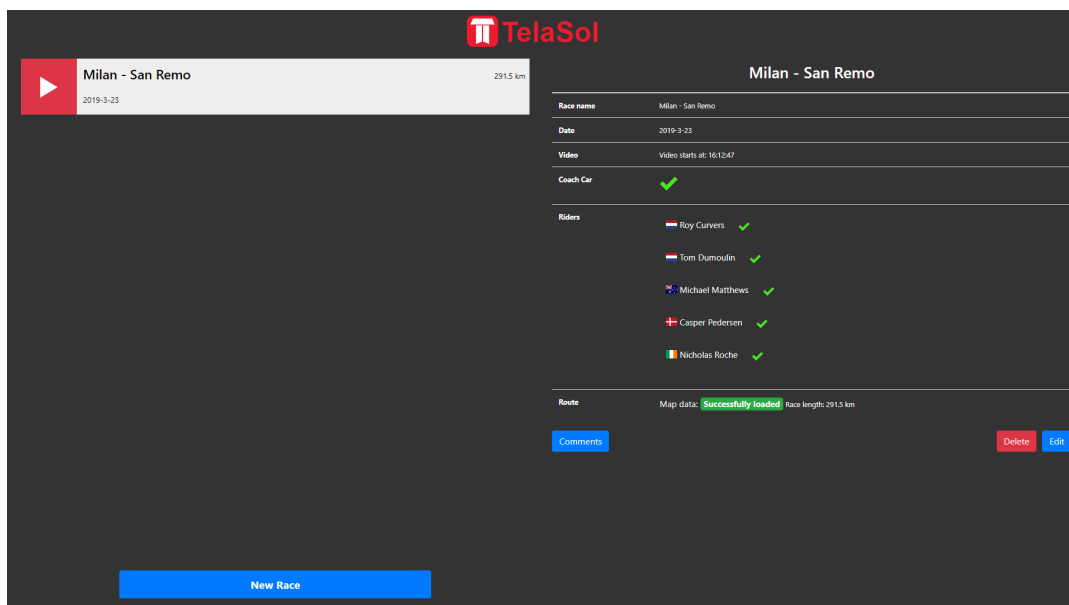 TelaSol
Milan - San Remo
291.5 km
2019-3-23
Milan - San Remo
Race name Milan - San Remo
Date 2019-3-23
Video Video starts at: 16:12:47
Coach Car
Riders
Roy Curvers
Tom Dumoulin
Michael Matthews
Casper Pedersen
Nicholas Roche
Route Map data: Successfully loaded Race length: 291.5 km
Comments Delete Edit
New Race